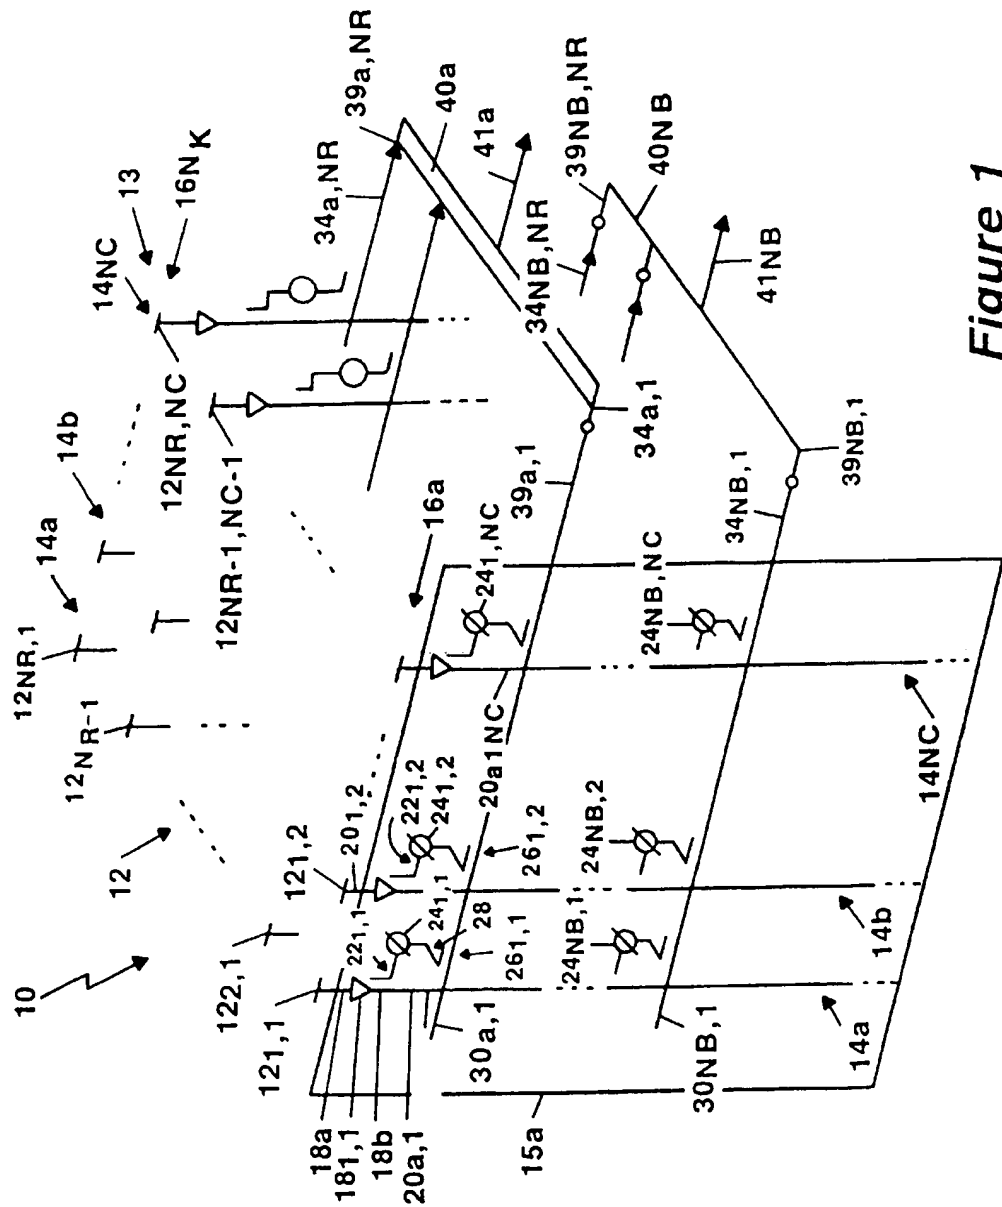 10
12
12NR-1
12NR,1
14a
14b
14NC
13
16NK
12NR,NC
12NR-1,NC-1
34a,NR
39a,NR
40a
41a
34NB,NR
39NB,NR
40NB
41NB
34a,1
39a,1
34NB,1
39NB,1
121,1
122,1
121,2
201,2
221,1
241,1
28
261,1
221,2
241,2
261,2
16a
241,NC
20a1NC
18a
181,1
18b
20a,1
30a,1
24NB,1
24NB,2
24NB,NC
30NB,1
15a
14a
14b
14NC
Figure 1